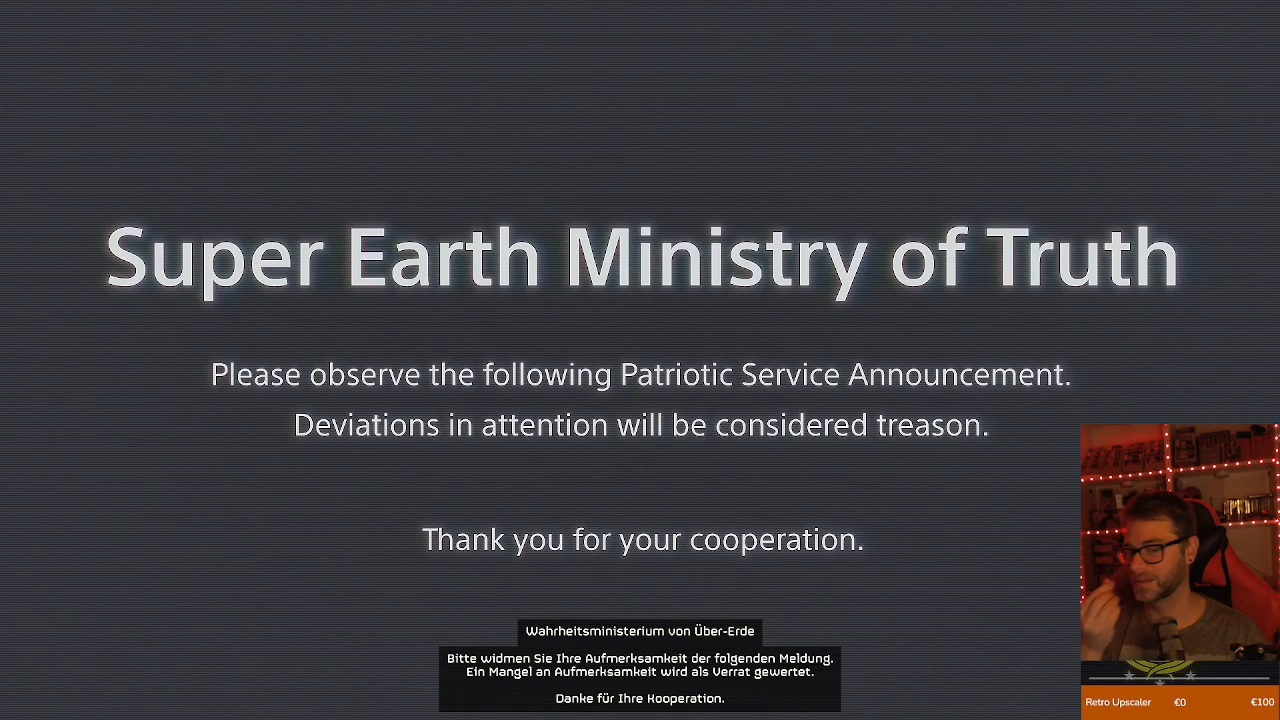 Super Earth Ministry of Truth
Please observe the following Patriotic Service Announcement.
Deviations in attention will be considered treason.
Thank you for your cooperation.
Wahrheitsministerium von Über-Erde
Bitte widmen Sie Ihre Aufmerksamkeit der folgenden Meldung.
Ein Mangel an Aufmerksamkeit wird als Verrat gewertet.
Danke für Ihre Kooperation.
Retro Upscaler €0 €100